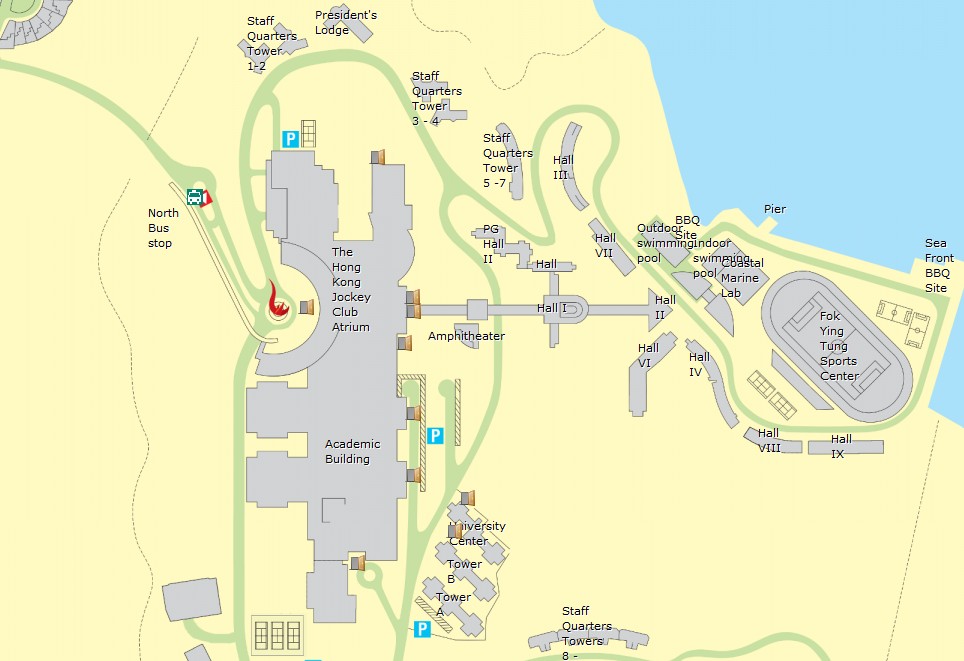 Staff
Quarters
Tower
1-2
President's
Lodge
Staff
Quarters
Tower
3 - 4
P
Staff
Quarters
Tower
5 -7
Hall
III
North
Bus
stop
PG
Hall
II
Hall
Hall
VII
Outdoor
swimming
pool
BBQ
Site
Indoor
swimming
pool
Pier
Coastal
Marine
Lab
Sea
Front
BBQ
Site
The
Hong
Kong
Jockey
Club
Atrium
Hall I
Hall
II
Amphitheater
Hall
VI
Hall
IV
Fok
Ying
Tung
Sports
Center
Academic
Building
P
Hall
VIII
Hall
IX
University
Center
Tower
B
Tower
A
P
Staff
Quarters
Towers
8 -